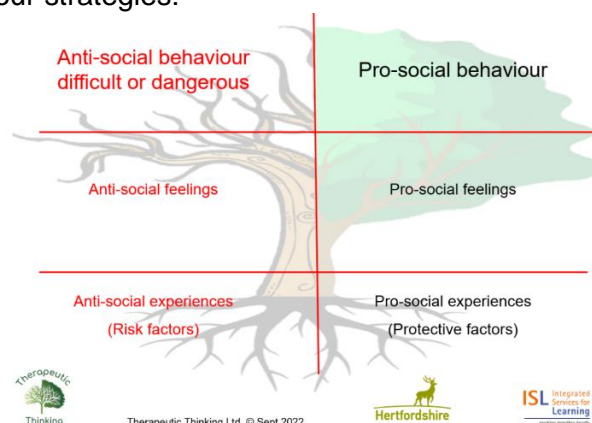 our strategies.
Anti-social behaviour
difficult or dangerous
Pro-social behaviour
Anti-social feelings
Pro-social feelings
Anti-social experiences
(Risk factors)
Pro-social experiences
(Protective factors)
Therapeutic
Thinking
Therapeutic Thinking Ltd. © Sept 2022
Hertfordshire
ISL Integrated
Services for
Learning